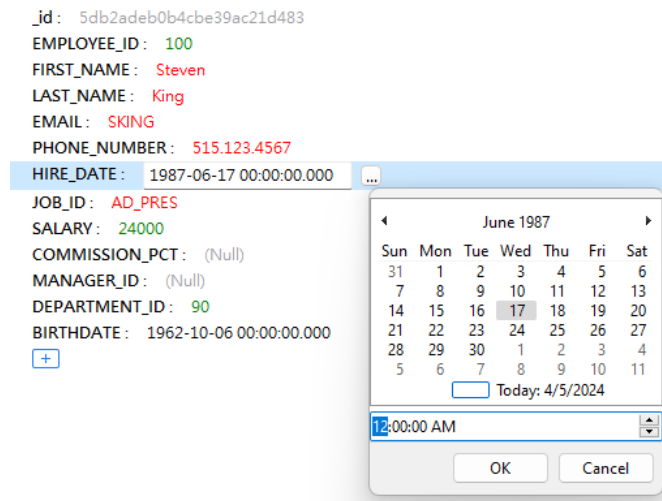 _id : 5db2adeb0b4cbe39ac21d483
EMPLOYEE_ID : 100
FIRST_NAME : Steven
LAST_NAME : King
EMAIL : SKING
PHONE_NUMBER : 515.123.4567
HIRE_DATE : 1987-06-17 00:00:00.000 ...
JOB_ID : AD_PRES
SALARY : 24000
COMMISSION_PCT : (Null)
MANAGER_ID : (Null)
DEPARTMENT_ID : 90
BIRTHDATE : 1962-10-06 00:00:00.000
+
June 1987
Sun Mon Tue Wed Thu Fri Sat
31 1 2 3 4 5 6
7 8 9 10 11 12 13
14 15 16 17 18 19 20
21 22 23 24 25 26 27
28 29 30 1 2 3 4
5 6 7 8 9 10 11
Today: 4/5/2024
12:00:00 AM
OK Cancel